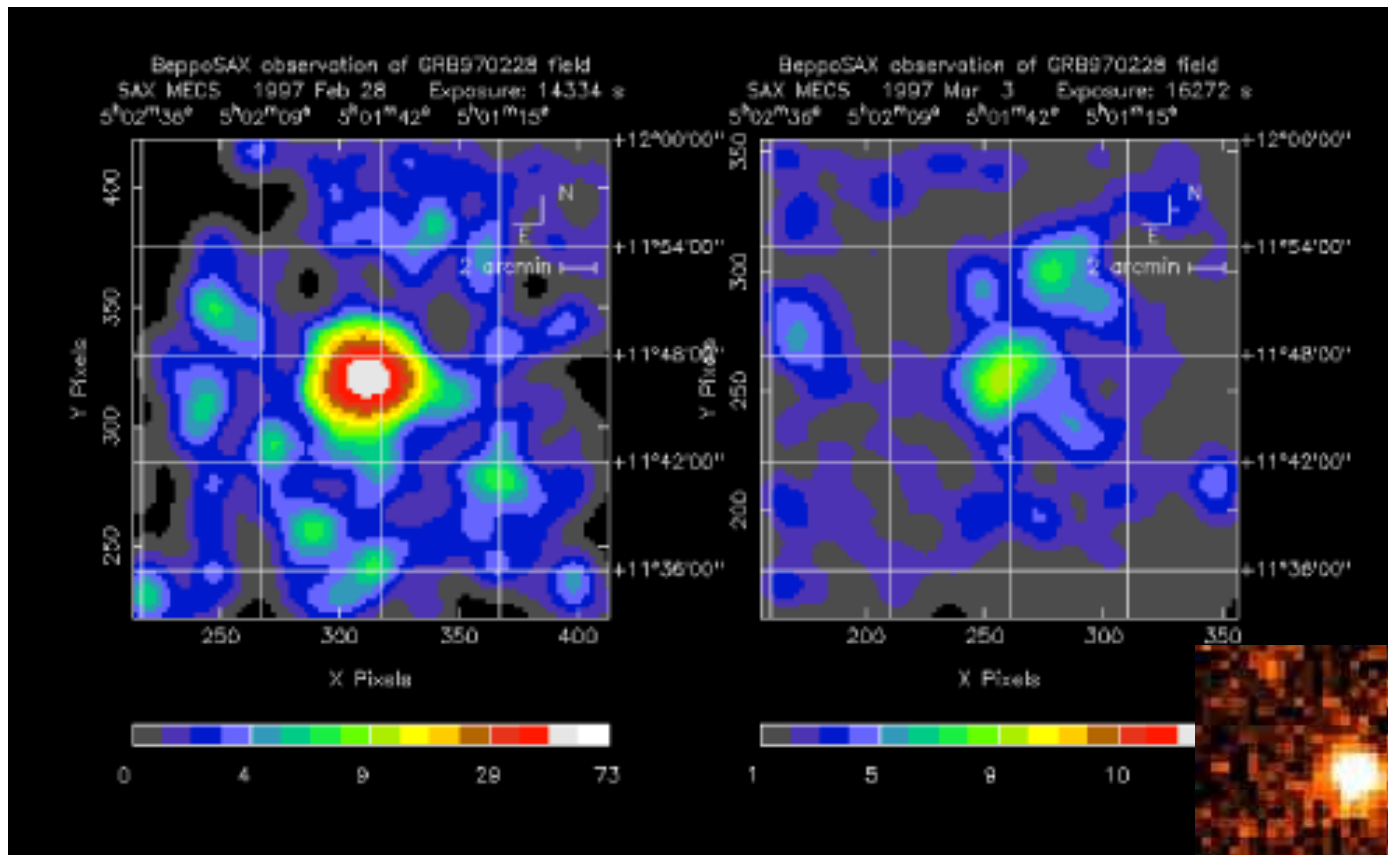 BeppoSAX observation of GRB970228 field
SAX MECS 1997 Feb 28 Exposure: 14334 s
5ʰ02ᵐ36ˢ 5ʰ02ᵐ09ˢ 5ʰ01ᵐ42ˢ 5ʰ01ᵐ15ˢ
+12°00'00"
N
E
+11°54'00"
2 arcmin
+11°48'00"
+11°42'00"
+11°36'00"
400
350
300
250
Y Pixels
250 300 350 400
X Pixels
0 4 9 29 73
BeppoSAX observation of GRB970228 field
SAX MECS 1997 Mar 3 Exposure: 16272 s
5ʰ02ᵐ36ˢ 5ʰ02ᵐ09ˢ 5ʰ01ᵐ42ˢ 5ʰ01ᵐ15ˢ
+12°00'00"
N
E
+11°54'00"
2 arcmin
+11°48'00"
+11°42'00"
+11°36'00"
350
300
250
200
Y Pixels
200 250 300 350
X Pixels
1 5 9 10